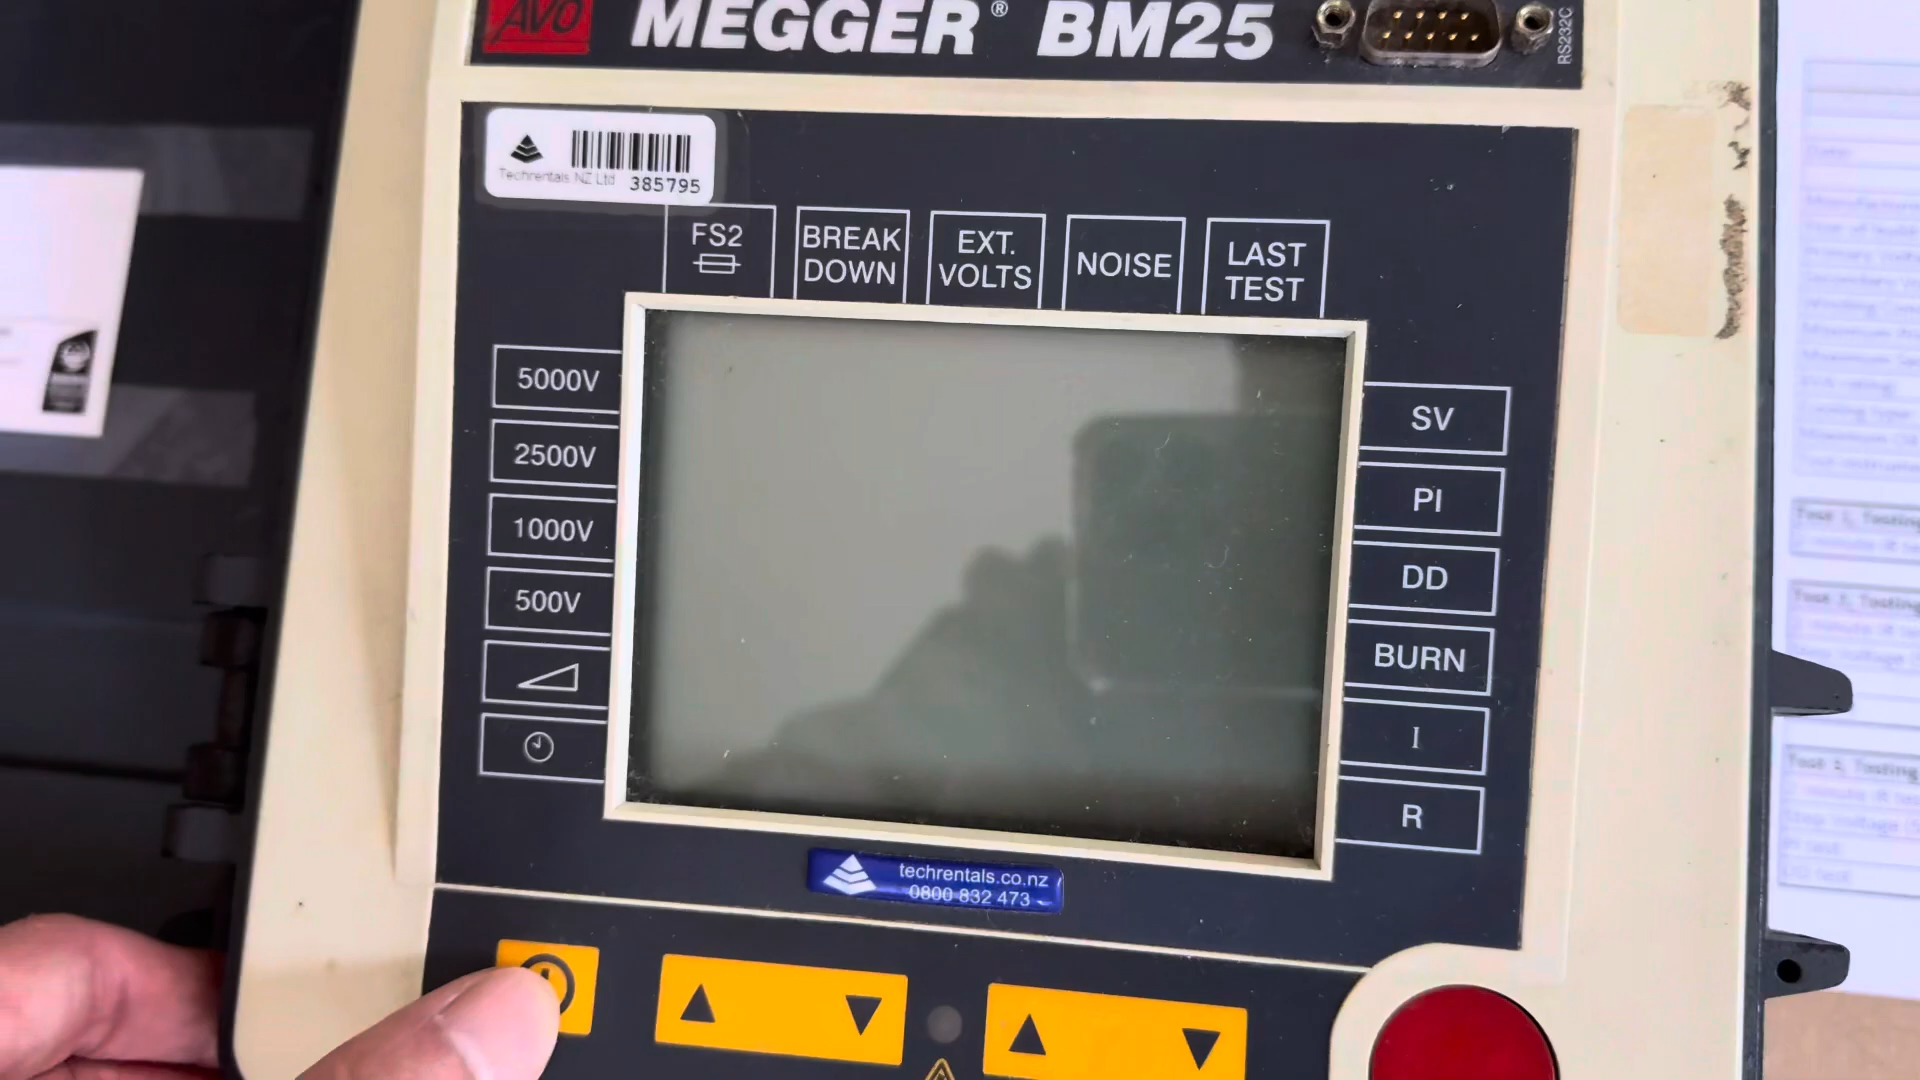 AVO
MEGGER® BM25
RS232C
Techrentals NZ Ltd 385795
FS2
BREAK
DOWN
EXT.
VOLTS
NOISE
LAST
TEST
5000V
2500V
1000V
500V
SV
PI
DD
BURN
I
R
techrentals.co.nz
0800 832 473